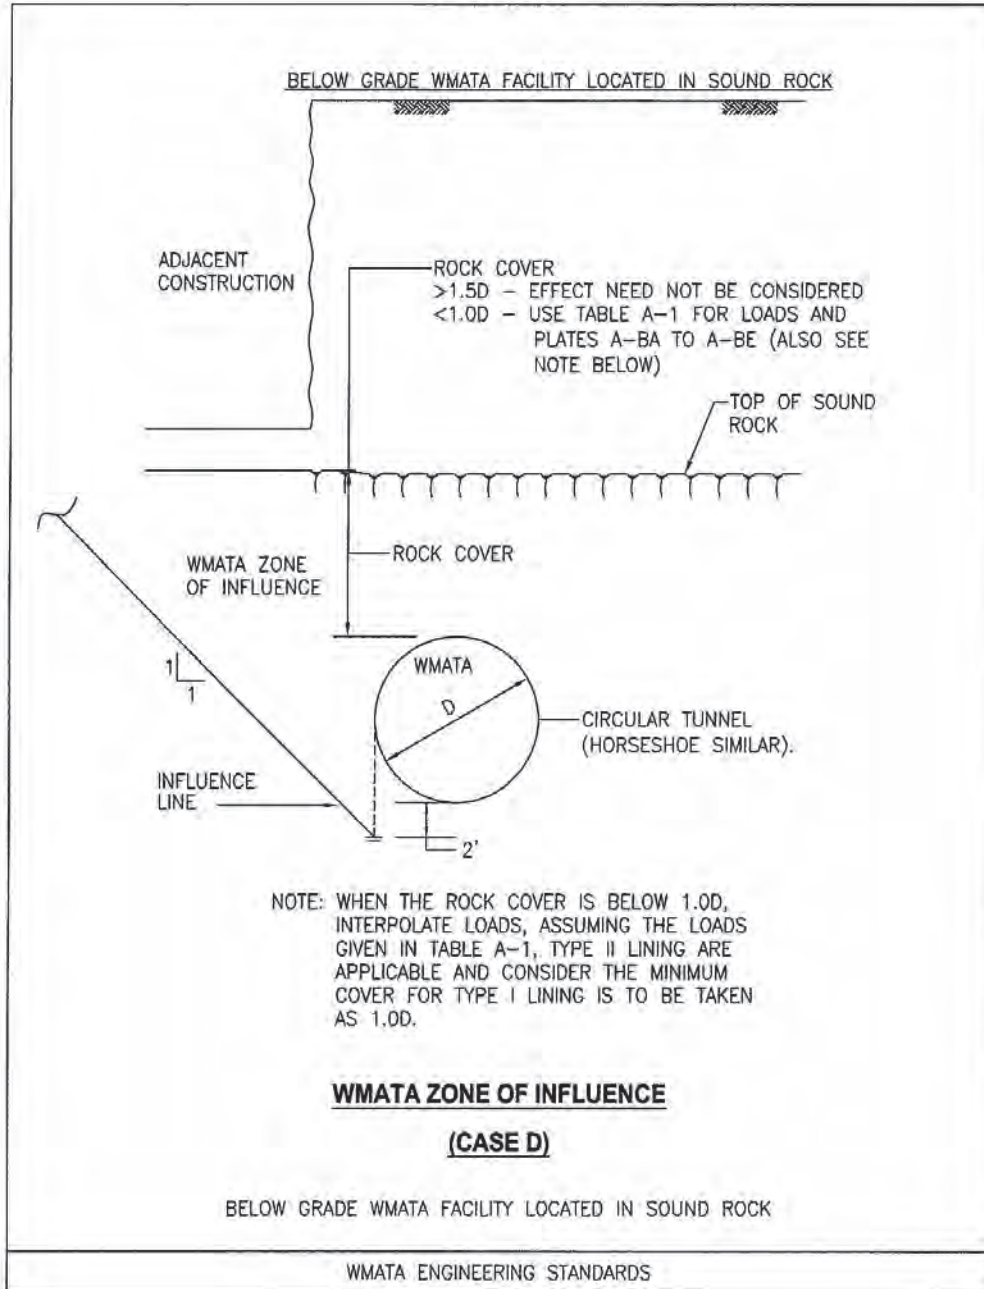 BELOW GRADE WMATA FACILITY LOCATED IN SOUND ROCK
ADJACENT
CONSTRUCTION
ROCK COVER
>1.5D – EFFECT NEED NOT BE CONSIDERED
<1.0D – USE TABLE A–1 FOR LOADS AND
PLATES A–BA TO A–BE (ALSO SEE
NOTE BELOW)
TOP OF SOUND
ROCK
ROCK COVER
WMATA ZONE
OF INFLUENCE
1
1
WMATA
D
CIRCULAR TUNNEL
(HORSESHOE SIMILAR).
INFLUENCE
LINE
2'
NOTE: WHEN THE ROCK COVER IS BELOW 1.0D,
INTERPOLATE LOADS, ASSUMING THE LOADS
GIVEN IN TABLE A–1, TYPE II LINING ARE
APPLICABLE AND CONSIDER THE MINIMUM
COVER FOR TYPE I LINING IS TO BE TAKEN
AS 1.0D.
WMATA ZONE OF INFLUENCE
(CASE D)
BELOW GRADE WMATA FACILITY LOCATED IN SOUND ROCK
WMATA ENGINEERING STANDARDS